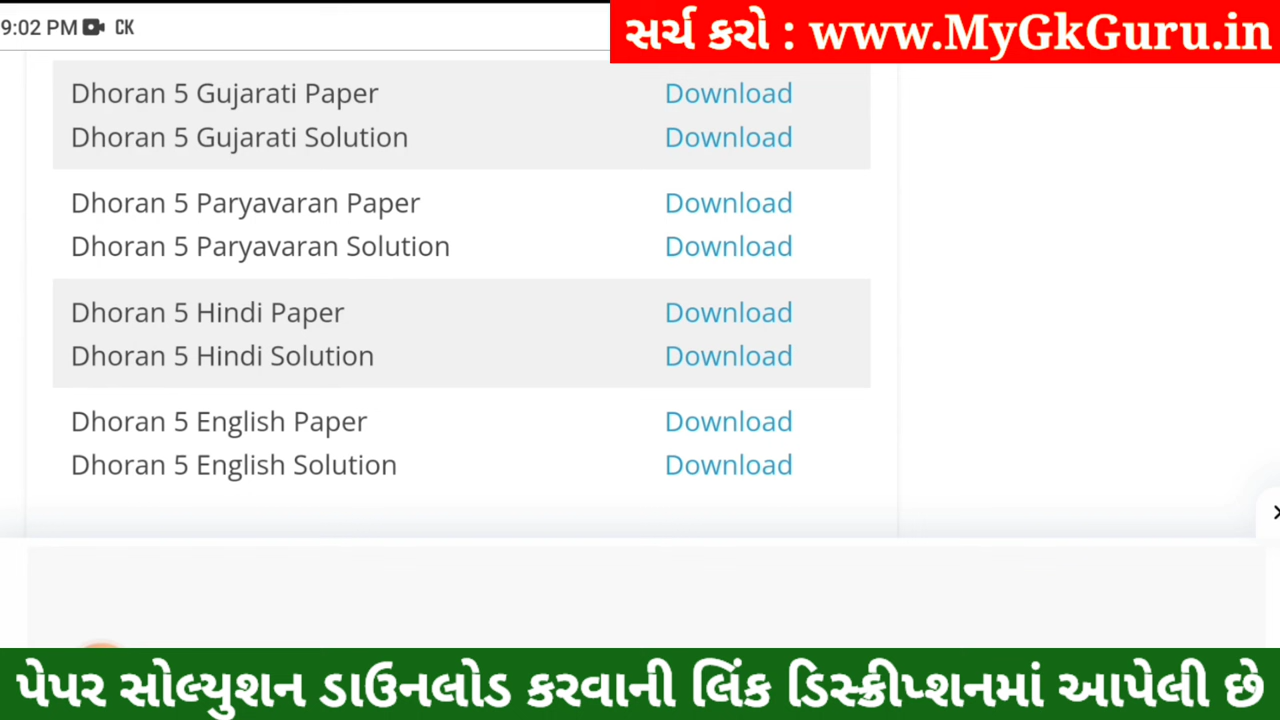 9:02 PM CK
સર્ચ કરો : www.MyGkGuru.in
Dhoran 5 Gujarati Paper Download
Dhoran 5 Gujarati Solution Download
Dhoran 5 Paryavaran Paper Download
Dhoran 5 Paryavaran Solution Download
Dhoran 5 Hindi Paper Download
Dhoran 5 Hindi Solution Download
Dhoran 5 English Paper Download
Dhoran 5 English Solution Download
પેપર સોલ્યુશન ડાઉનલોડ કરવાની લિંક ડિસ્ક્રીપ્શનમાં આપેલી છે